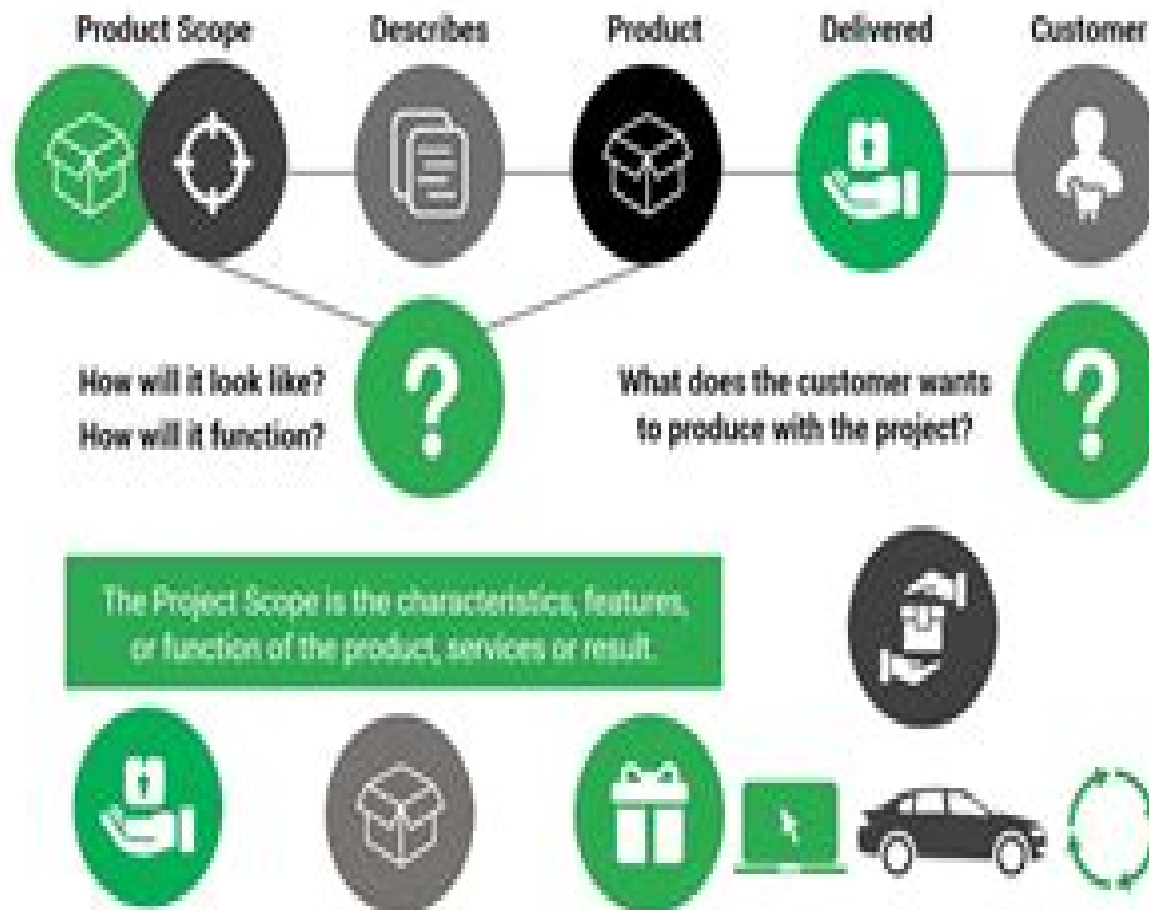 Product Scope
Describes
Product
Delivered
Customer
How will it look like?
How will it function?
What does the customer wants
to produce with the project?
The Project Scope is the characteristics, features,
or function of the product, services or result.